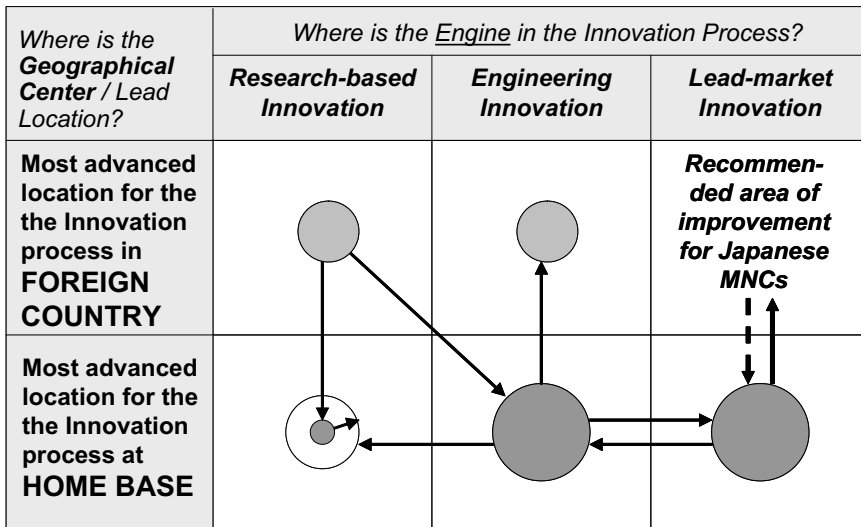 Where is the
Geographical
Center / Lead
Location?
Where is the Engine in the Innovation Process?
Research-based
Innovation
Engineering
Innovation
Lead-market
Innovation
Most advanced
location for the
the Innovation
process in
FOREIGN
COUNTRY
Recommen-
ded area of
improvement
for Japanese
MNCs
Most advanced
location for the
the Innovation
process at
HOME BASE